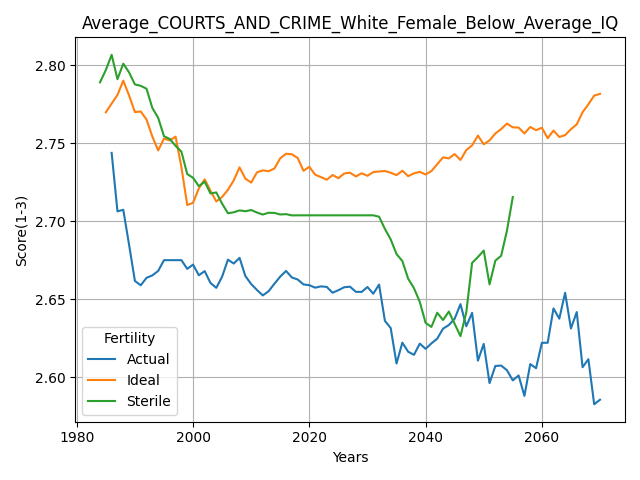 Average_COURTS_AND_CRIME_White_Female_Below_Average_IQ
2.80
2.75
2.70
2.65
2.60
Score(1-3)
Fertility
Actual
Ideal
Sterile
1980
2000
2020
2040
2060
Years